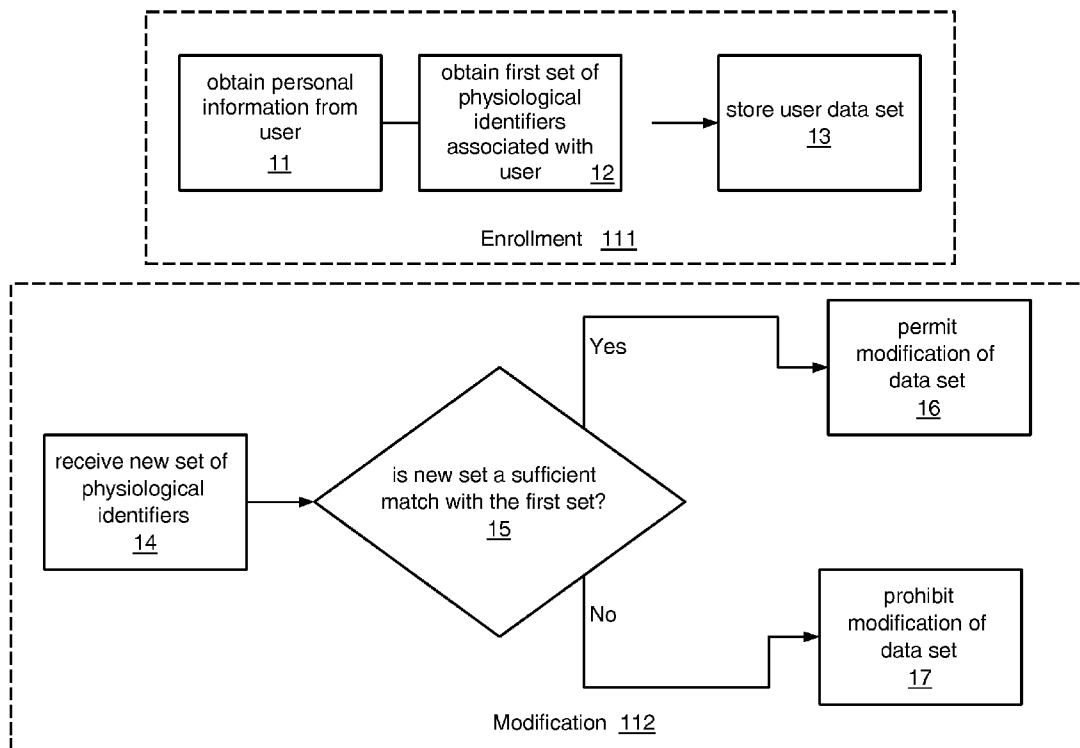 obtain personal
information from
user
11
obtain first set of
physiological
identifiers
associated with
user 12
store user data set
13
Enrollment 111
receive new set of
physiological
identifiers
14
is new set a sufficient
match with the first set?
15
Yes
permit
modification of
data set
16
No
prohibit
modification of
data set
17
Modification 112